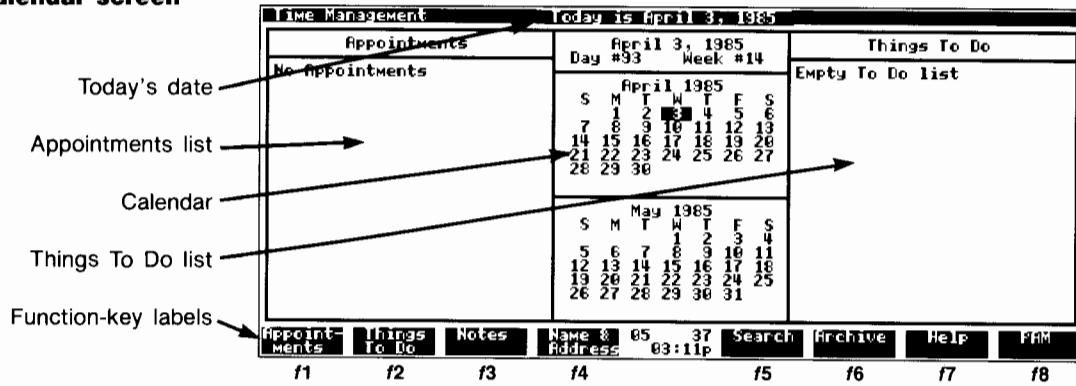 Time Management Today is April 3, 1985
Appointments
No Appointments
April 3, 1985
Day #93 Week #14
April 1985
S M T W T F S
1 2 3 4 5 6
7 8 9 10 11 12 13
14 15 16 17 18 19 20
21 22 23 24 25 26 27
28 29 30
May 1985
S M T W T F S
1 2 3 4
5 6 7 8 9 10 11
12 13 14 15 16 17 18
19 20 21 22 23 24 25
26 27 28 29 30 31
Things To Do
Empty To Do list
Today's date
Appointments list
Calendar
Things To Do list
Function-key labels
Appoint-ments Things To Do Notes Name & Address 05 37 03:11p Search Archive Help PAM
f1 f2 f3 f4 f5 f6 f7 f8